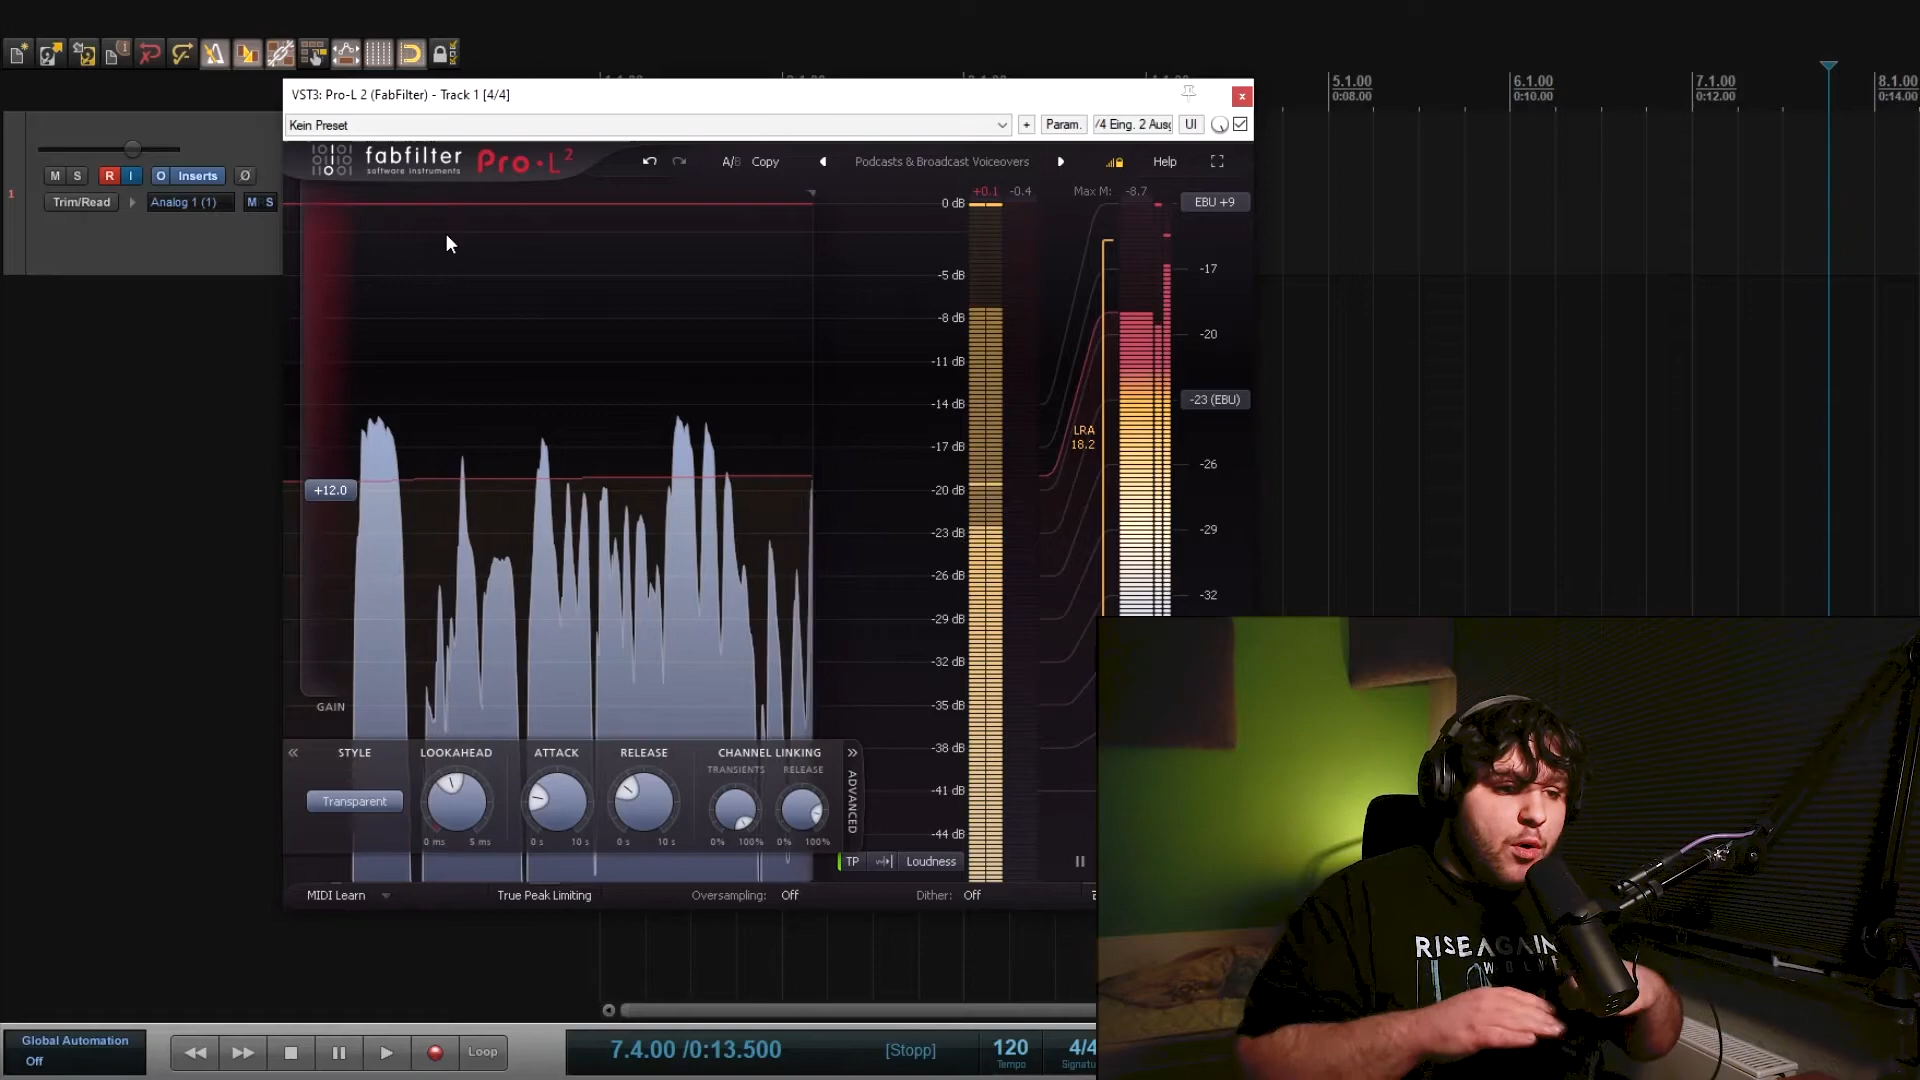 5.1.00 6.1.00 7.1.00 8.1.00
0:08.00 0:10.00 0:12.00 0:14.00
VST3: Pro-L 2 (FabFilter) - Track 1 [4/4]
x
Kein Preset
+ Param. /4 Eing. 2 Ausg UI
fabfilter
software instruments
Pro·L 2
A/B Copy Podcasts & Broadcast Voiceovers Help
M S R I O Inserts Ø
1
Trim/Read Analog 1 (1) M S
+0.1 -0.4 Max M: -8.7
0 dB
-5 dB
-8 dB
-11 dB
-14 dB
-17 dB
-20 dB
-23 dB
-26 dB
-29 dB
-32 dB
-35 dB
-38 dB
-41 dB
-44 dB
EBU +9
-17
-20
-23 (EBU)
-26
-29
-32
LRA
18.2
+12.0
GAIN
STYLE LOOKAHEAD ATTACK RELEASE CHANNEL LINKING
TRANSIENTS RELEASE
Transparent
0 ms 5 ms 0 s 10 s 0 s 10 s 0% 100% 0% 100%
ADVANCED
TP Loudness
MIDI Learn True Peak Limiting Oversampling: Off Dither: Off
RISE AGAIN
Global Automation
Off
Loop
7.4.00 /0:13.500 [Stopp] 120 4/4
Tempo Signatu